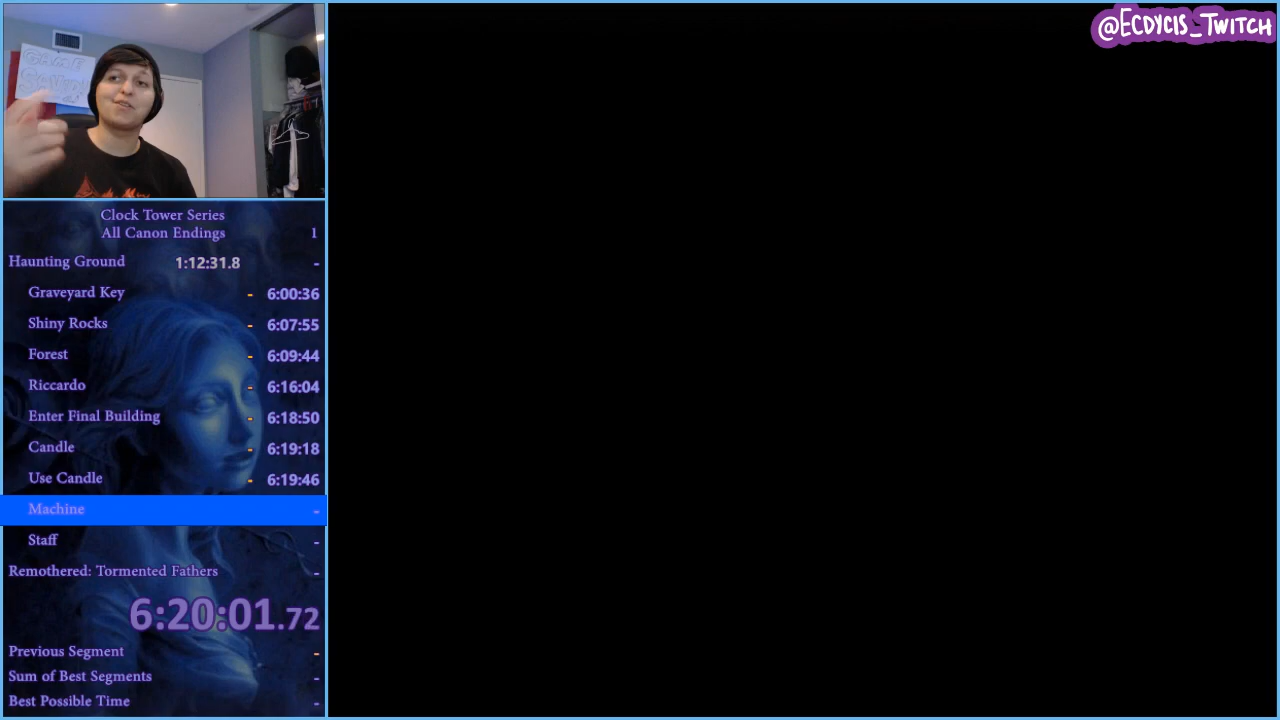 @ECDYCIS_TWITCH
GAME
Clock Tower Series
All Canon Endings 1
Haunting Ground 1:12:31.8 -
Graveyard Key - 6:00:36
Shiny Rocks - 6:07:55
Forest - 6:09:44
Riccardo - 6:16:04
Enter Final Building - 6:18:50
Candle - 6:19:18
Use Candle - 6:19:46
Machine -
Staff -
Remothered: Tormented Fathers -
6:20:01.72
Previous Segment -
Sum of Best Segments -
Best Possible Time -